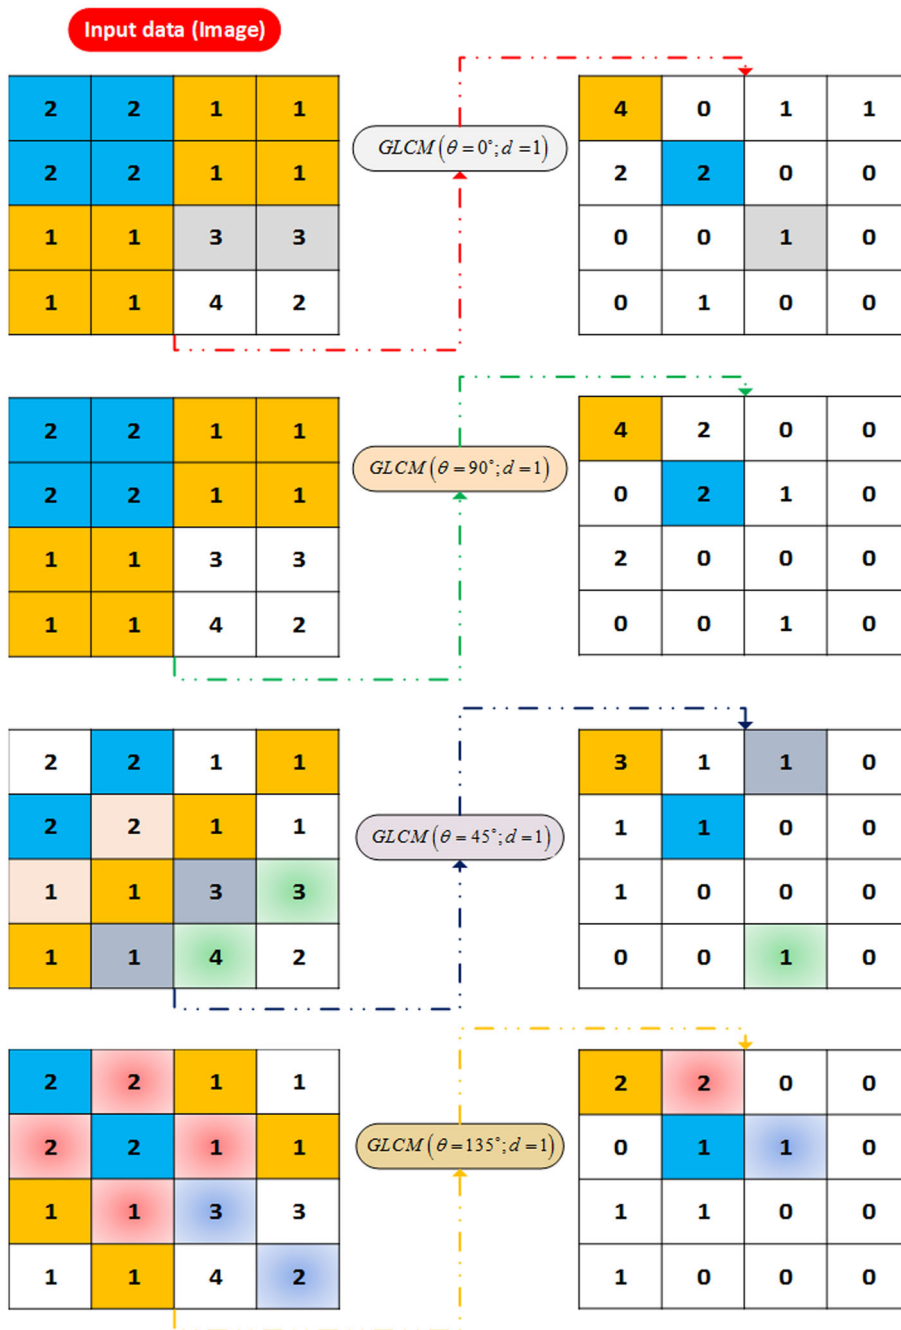 Input data (Image)
2 2 1 1
2 2 1 1
1 1 3 3
1 1 4 2
GLCM(θ=0°;d=1)
4 0 1 1
2 2 0 0
0 0 1 0
0 1 0 0
2 2 1 1
2 2 1 1
1 1 3 3
1 1 4 2
GLCM(θ=90°;d=1)
4 2 0 0
0 2 1 0
2 0 0 0
0 0 1 0
2 2 1 1
2 2 1 1
1 1 3 3
1 1 4 2
GLCM(θ=45°;d=1)
3 1 1 0
1 1 0 0
1 0 0 0
0 0 1 0
2 2 1 1
2 2 1 1
1 1 3 3
1 1 4 2
GLCM(θ=135°;d=1)
2 2 0 0
0 1 1 0
1 1 0 0
1 0 0 0